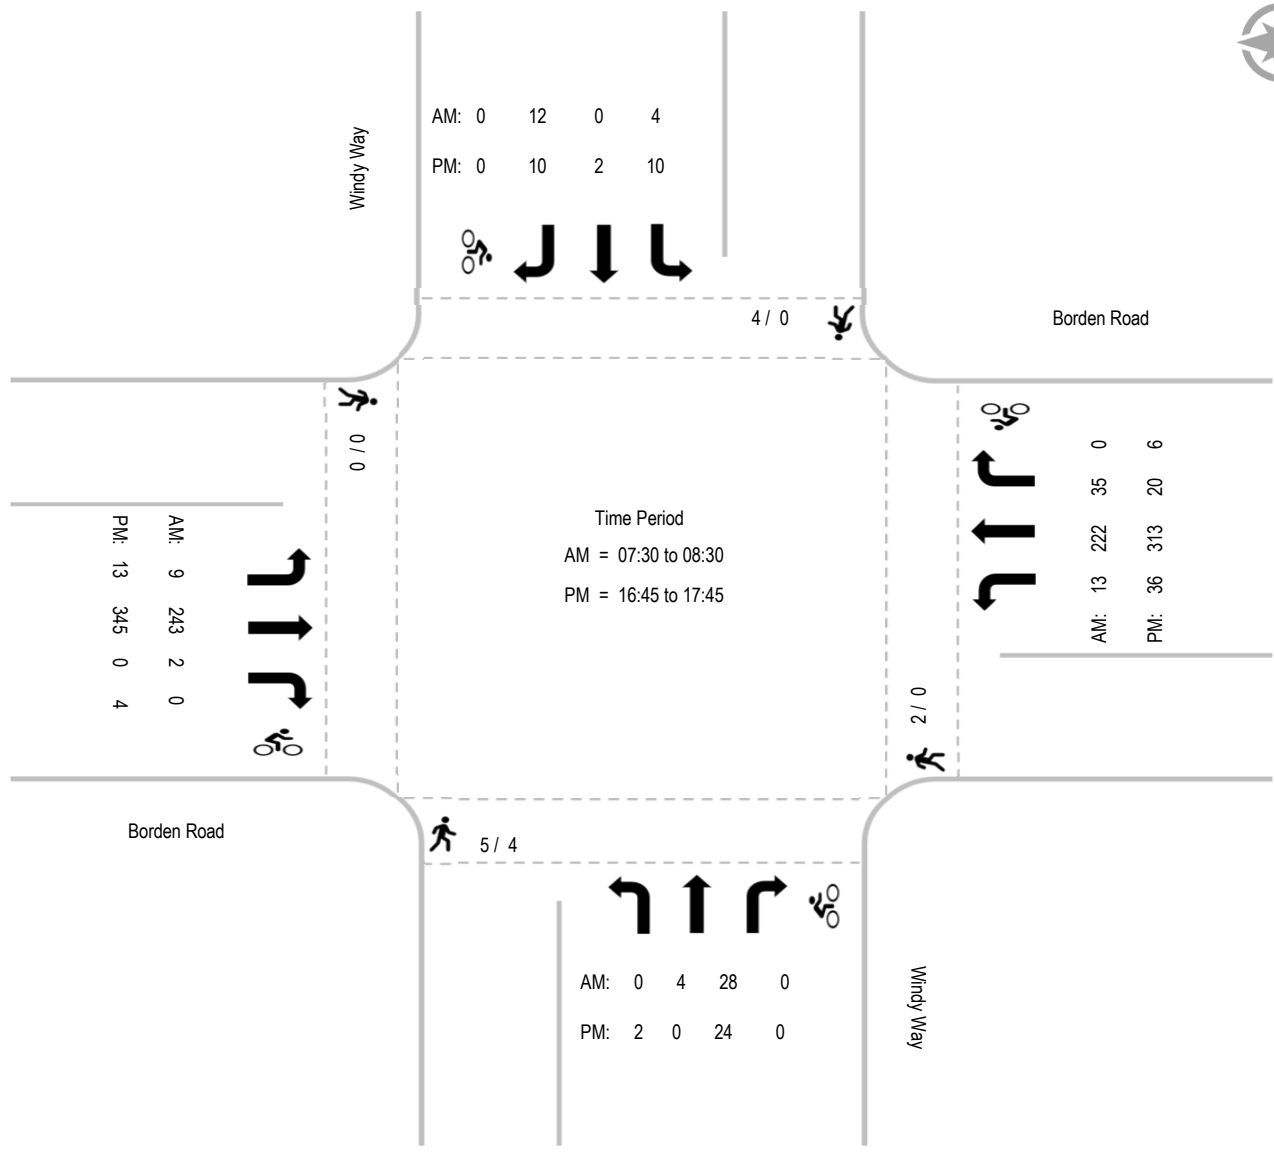 Windy Way
AM: 0 12 0 4
PM: 0 10 2 10
4 / 0
Borden Road
0 / 0
AM: 9 243 2 0
PM: 13 345 0 4
Time Period
AM = 07:30 to 08:30
PM = 16:45 to 17:45
AM: 13 222 35 0
PM: 36 313 20 6
2 / 0
Borden Road
5 / 4
AM: 0 4 28 0
PM: 2 0 24 0
Windy Way